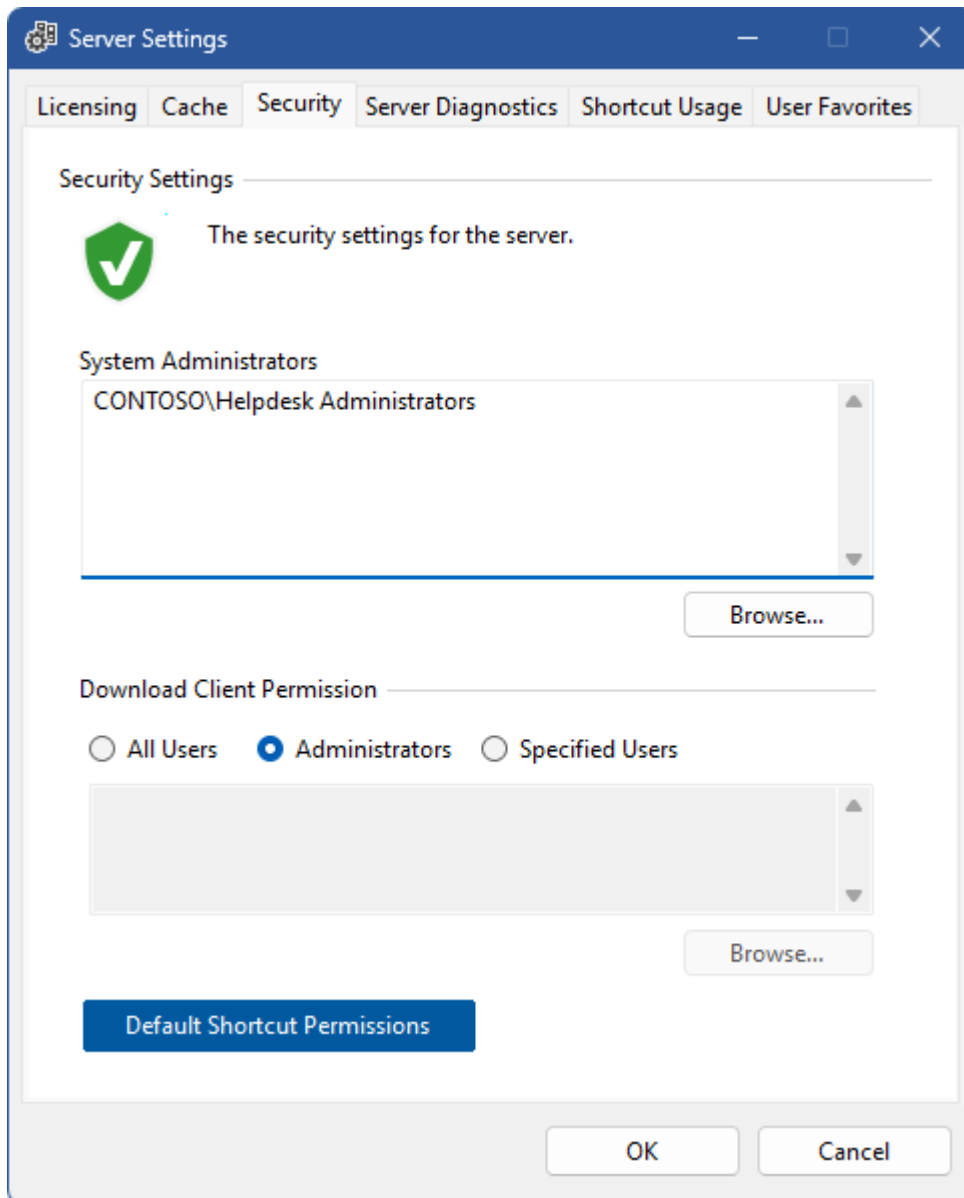 Server Settings
Licensing Cache Security Server Diagnostics Shortcut Usage User Favorites
Security Settings
The security settings for the server.
System Administrators
CONTOSO\Helpdesk Administrators
Browse...
Download Client Permission
All Users Administrators Specified Users
Browse...
Default Shortcut Permissions
OK Cancel